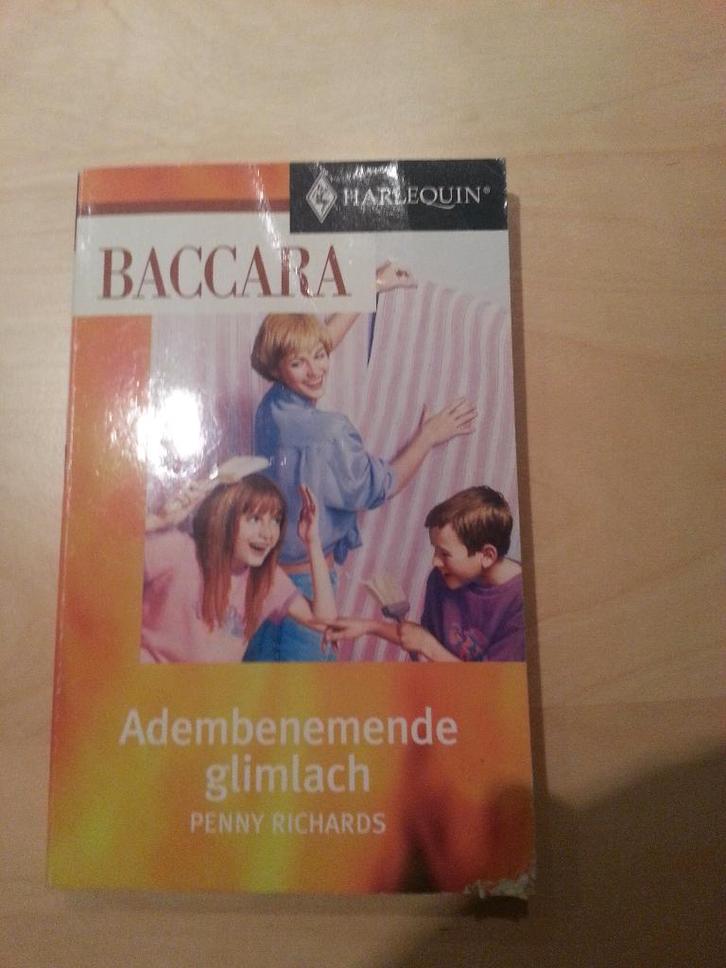 HARLEQUIN®
BACCARA
Adembenemende
glimlach
PENNY RICHARDS